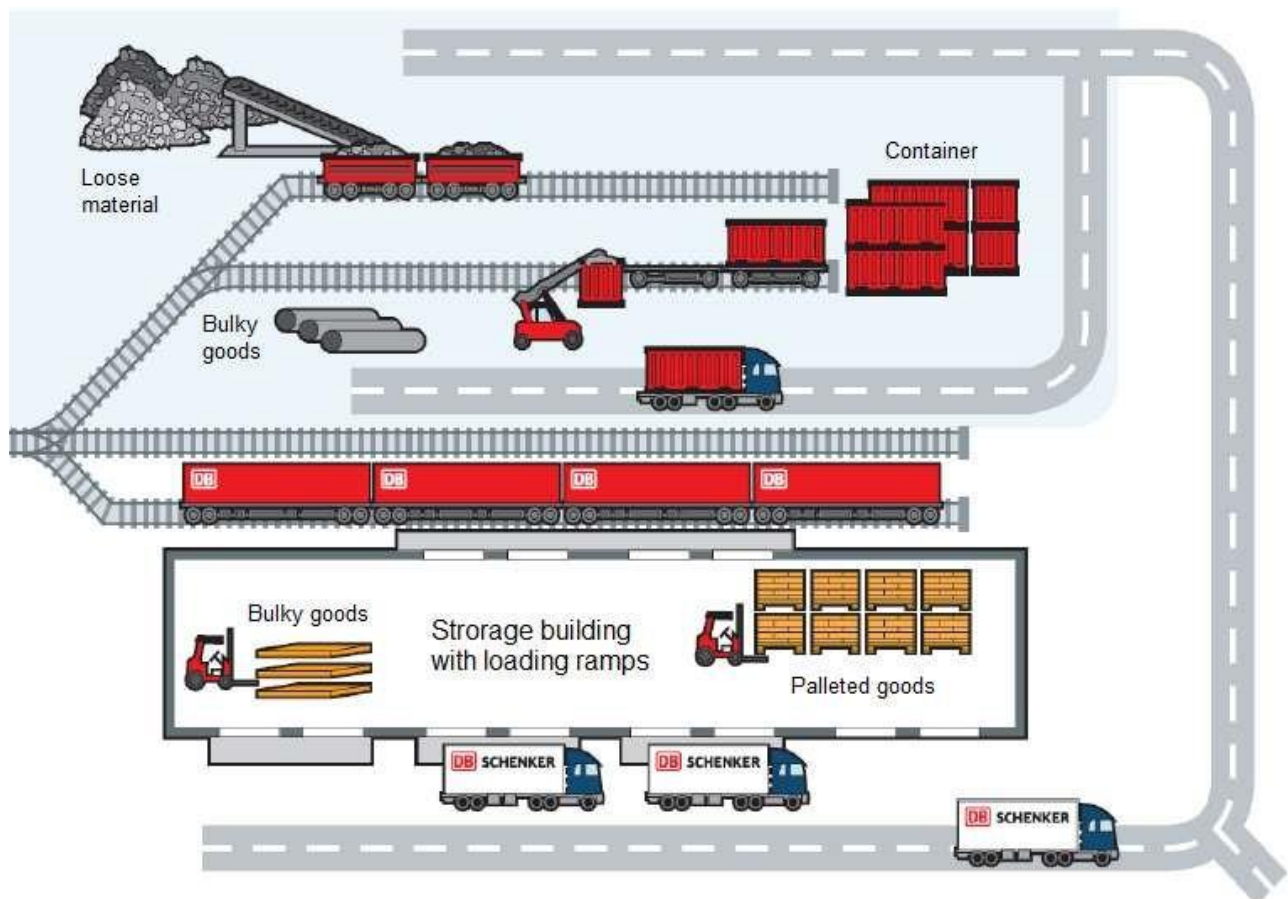 Loose
material
Container
Bulky
goods
DB
DB
DB
DB
Bulky goods
Strorage building
with loading ramps
Palleted goods
DB SCHENKER
DB SCHENKER
DB SCHENKER